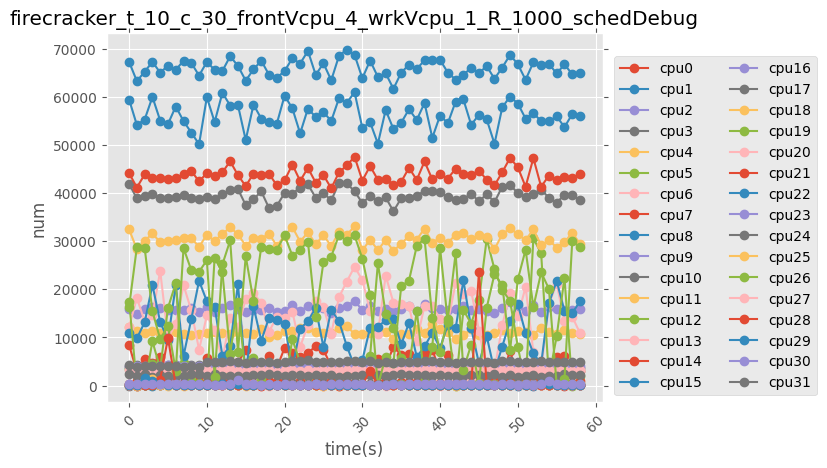 firecracker_t_10_c_30_frontVcpu_4_wrkVcpu_1_R_1000_schedDebug
num
70000
60000
50000
40000
30000
20000
10000
0
0
10
20
30
40
50
60
time(s)
cpu0
cpu1
cpu2
cpu3
cpu4
cpu5
cpu6
cpu7
cpu8
cpu9
cpu10
cpu11
cpu12
cpu13
cpu14
cpu15
cpu16
cpu17
cpu18
cpu19
cpu20
cpu21
cpu22
cpu23
cpu24
cpu25
cpu26
cpu27
cpu28
cpu29
cpu30
cpu31